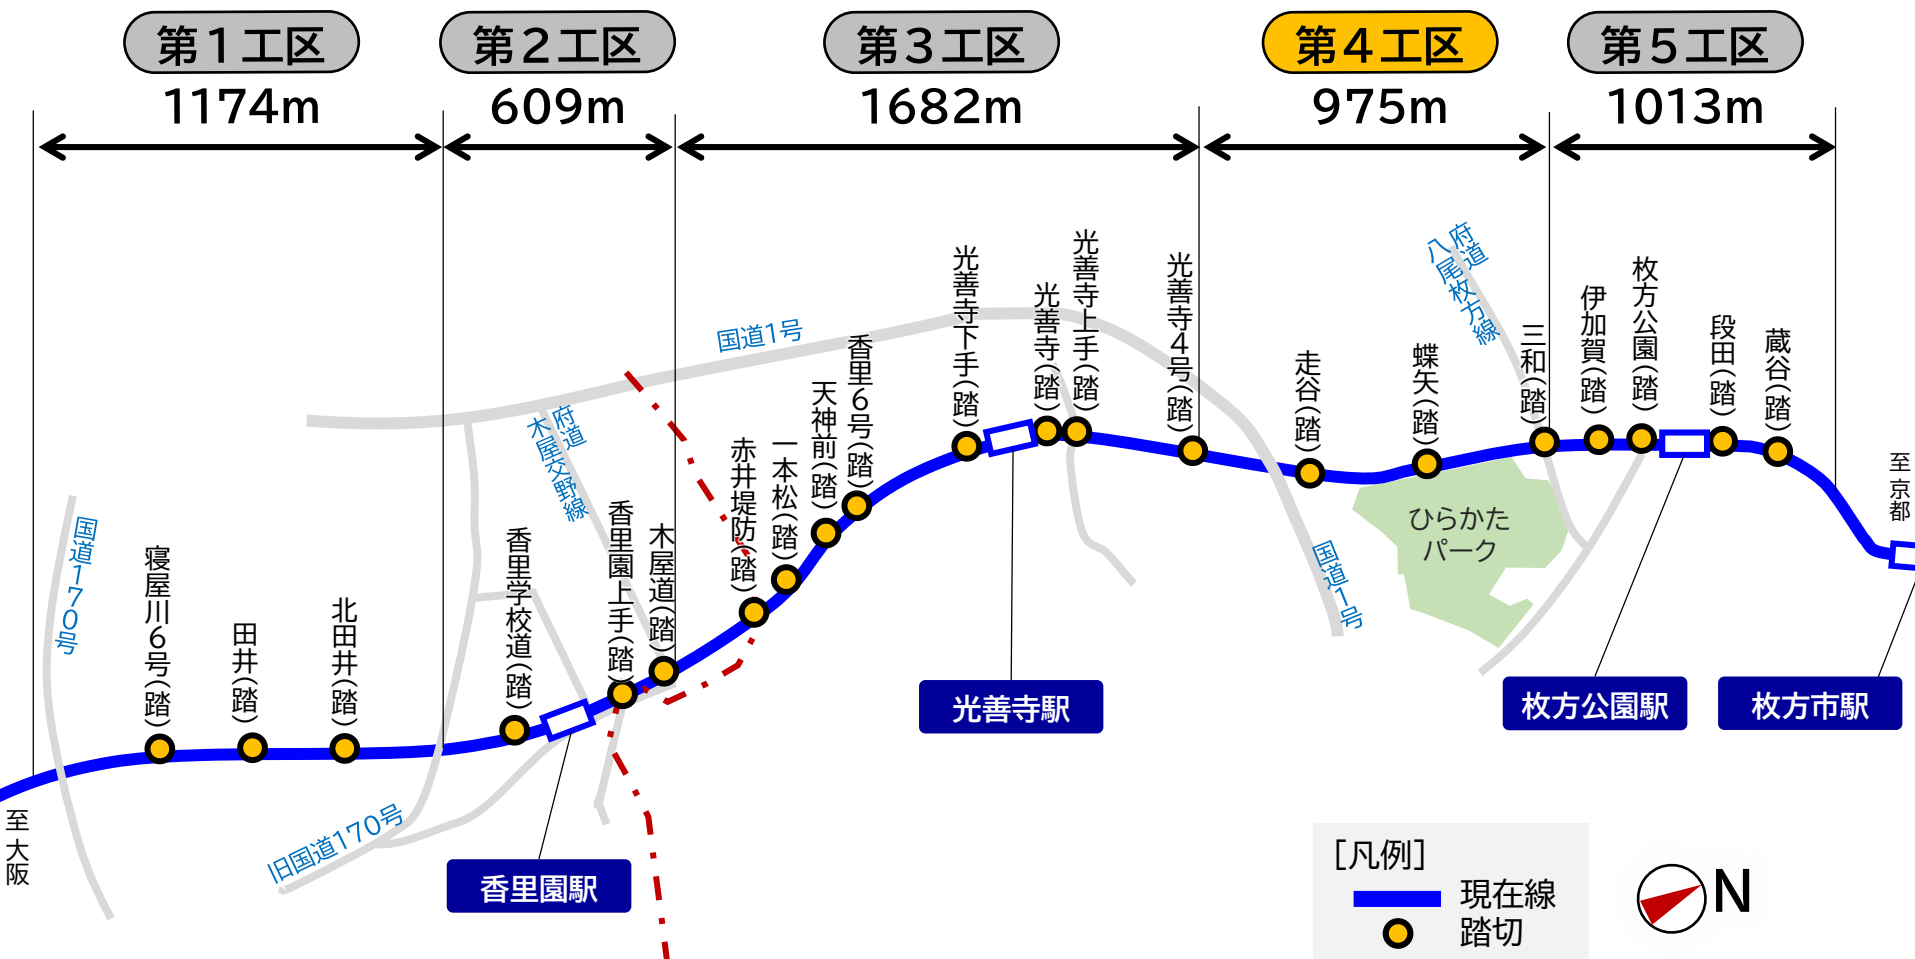 第１工区
第２工区
第３工区
第４工区
第５工区
1174m
609m
1682m
975m
1013m
国道170号
寝屋川６号(踏)
田井(踏)
北田井(踏)
旧国道170号
香里学校道(踏)
府道
木屋交野線
香里園上手(踏)
木屋道(踏)
国道1号
赤井堤防(踏)
一本松(踏)
天神前(踏)
香里６号(踏)
光善寺下手(踏)
光善寺(踏)
光善寺上手(踏)
光善寺４号(踏)
走谷(踏)
国道1号
蝶矢(踏)
府道
八尾枚方線
三和(踏)
伊加賀(踏)
枚方公園(踏)
段田(踏)
蔵谷(踏)
ひらかた
パーク
至 京都
至 大阪
香里園駅
光善寺駅
枚方公園駅
枚方市駅
［凡例］
現在線
踏切
N